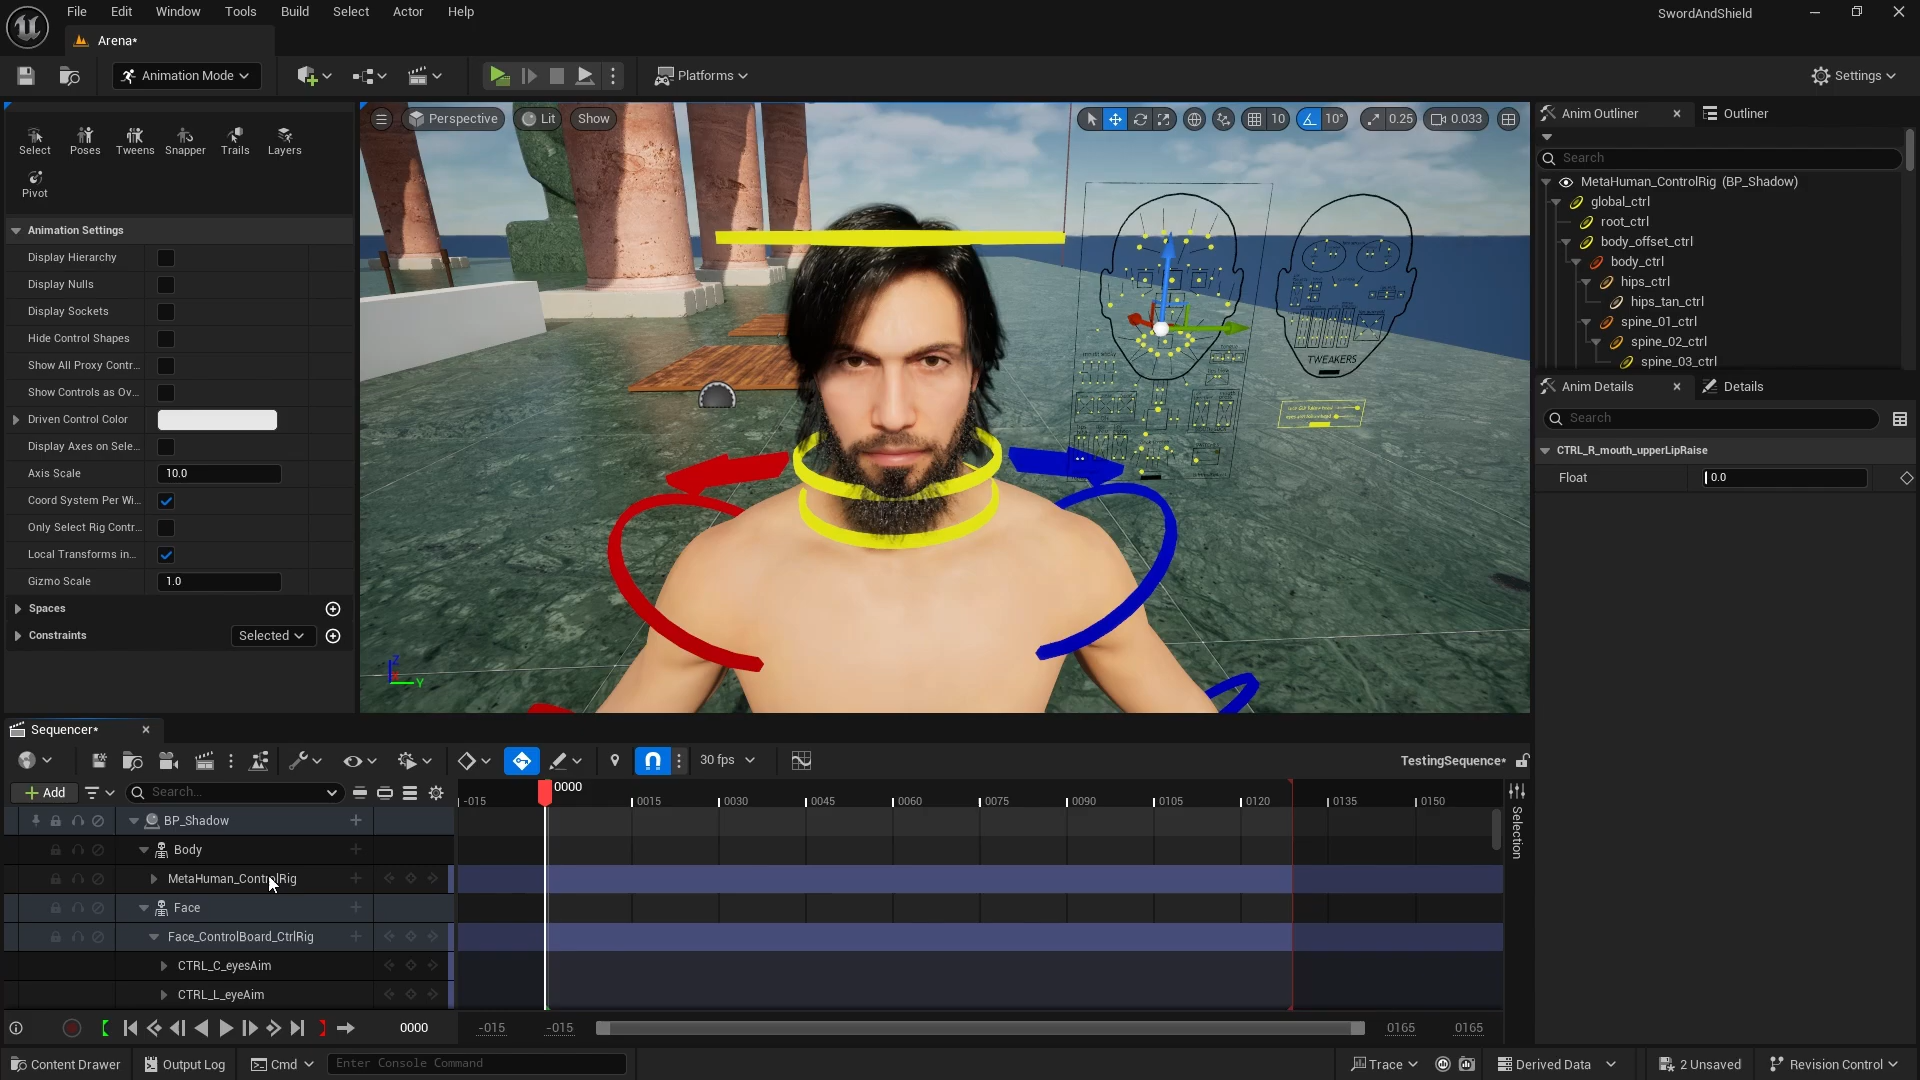 File Edit Window Tools Build Select Actor Help
SwordAndShield
Arena*
Animation Mode
Platforms
Settings
Select Poses Tweens Snapper Trails Layers
Pivot
Animation Settings
Display Hierarchy
Display Nulls
Display Sockets
Hide Control Shapes
Show All Proxy Contr...
Show Controls as Ov...
Driven Control Color
Display Axes on Sele...
Axis Scale 10.0
Coord System Per Wi...
Only Select Rig Contr...
Local Transforms in...
Gizmo Scale 1.0
Spaces
Constraints Selected
Perspective Lit Show
10 10° 0.25 0.033
TWEAKERS
Z
Y
Anim Outliner Outliner
Search
MetaHuman_ControlRig (BP_Shadow)
global_ctrl
root_ctrl
body_offset_ctrl
body_ctrl
hips_ctrl
hips_tan_ctrl
spine_01_ctrl
spine_02_ctrl
spine_03_ctrl
Anim Details Details
Search
CTRL_R_mouth_upperLipRaise
Float 0.0
Sequencer*
30 fps
TestingSequence*
Add Search...
0000
-015 0015 0030 0045 0060 0075 0090 0105 0120 0135 0150
Selection
BP_Shadow
Body
MetaHuman_ControlRig
Face
Face_ControlBoard_CtrlRig
CTRL_C_eyesAim
CTRL_L_eyeAim
0000 -015 -015 0165 0165
Content Drawer Output Log Cmd Enter Console Command Trace Derived Data 2 Unsaved Revision Control